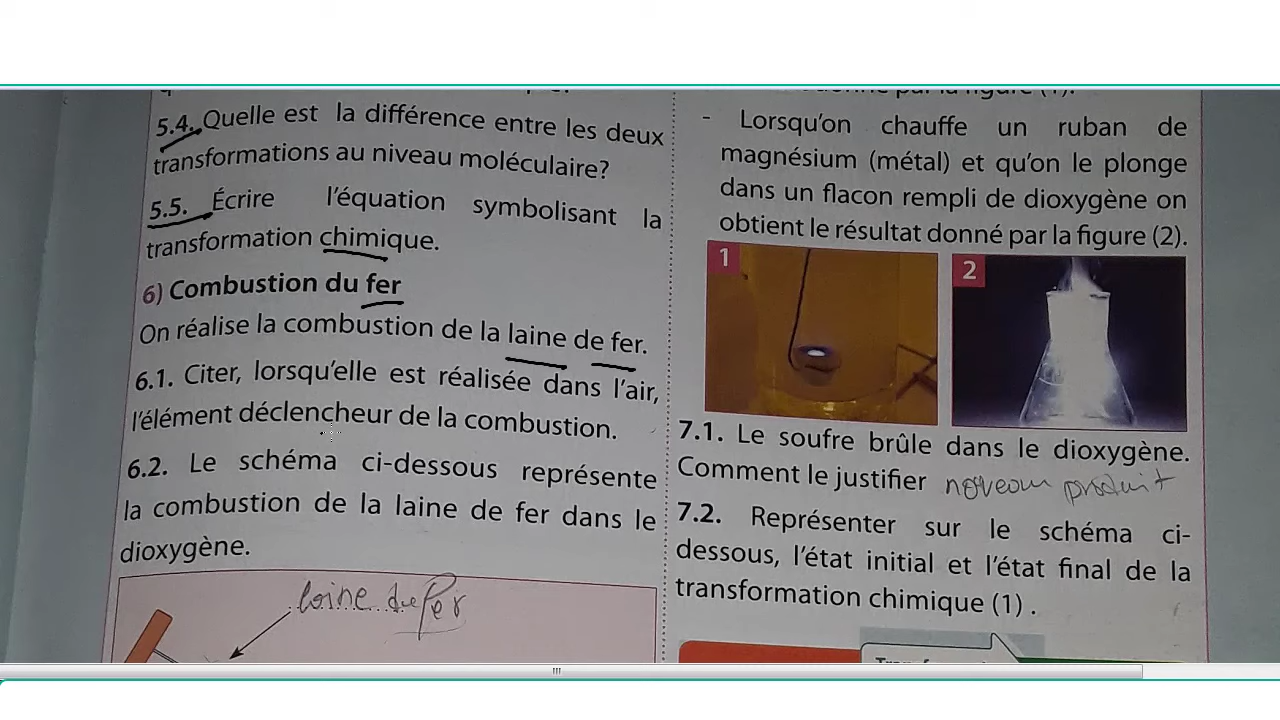 5.4. Quelle est la différence entre les deux
transformations au niveau moléculaire?
5.5. Écrire l'équation symbolisant la
transformation chimique.
6) Combustion du fer
On réalise la combustion de la laine de fer.
6.1. Citer, lorsqu'elle est réalisée dans l'air,
l'élément déclencheur de la combustion.
6.2. Le schéma ci-dessous représente
la combustion de la laine de fer dans le
dioxygène.
laine du fer
- Lorsqu'on chauffe un ruban de
magnésium (métal) et qu'on le plonge
dans un flacon rempli de dioxygène on
obtient le résultat donné par la figure (2).
1
2
7.1. Le soufre brûle dans le dioxygène.
Comment le justifier noveau produit
7.2. Représenter sur le schéma ci-
dessous, l'état initial et l'état final de la
transformation chimique (1) .